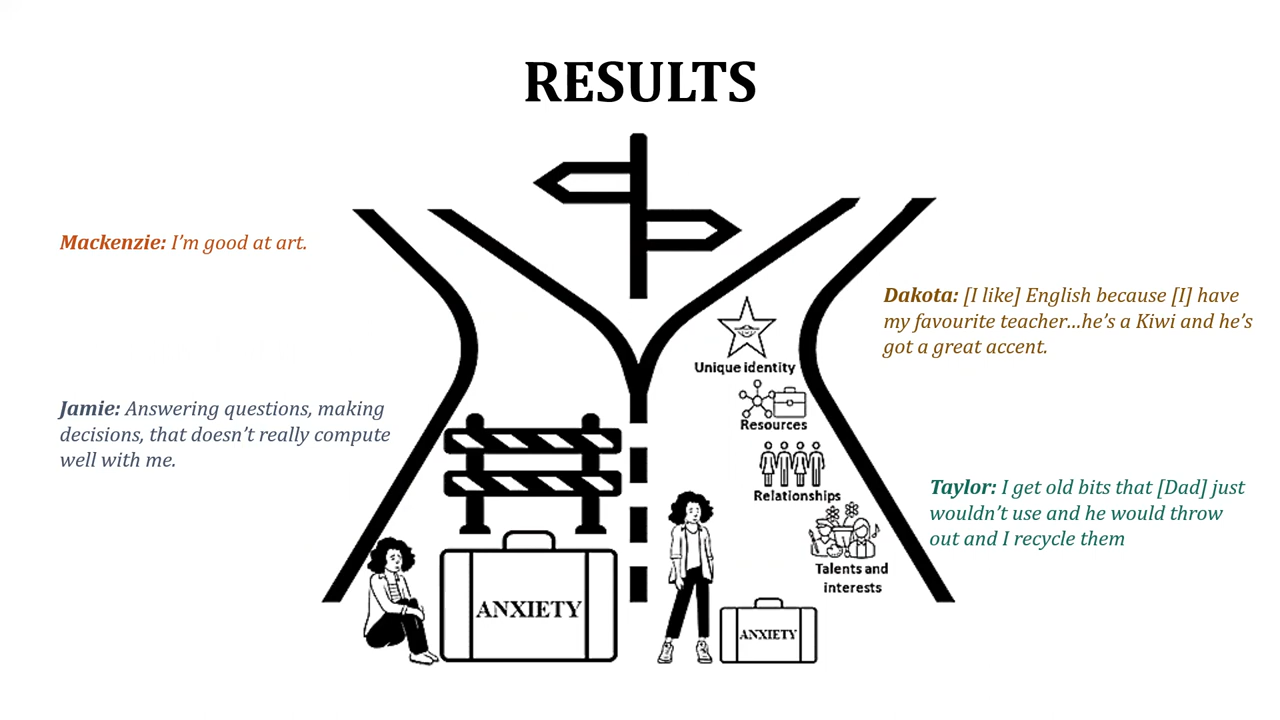 RESULTS
Mackenzie: I'm good at art.
Jamie: Answering questions, making
decisions, that doesn't really compute
well with me.
Unique identity
Resources
Relationships
Talents and
interests
ANXIETY
ANXIETY
Dakota: [I like] English because [I] have
my favourite teacher...he's a Kiwi and he's
got a great accent.
Taylor: I get old bits that [Dad] just
wouldn't use and he would throw
out and I recycle them